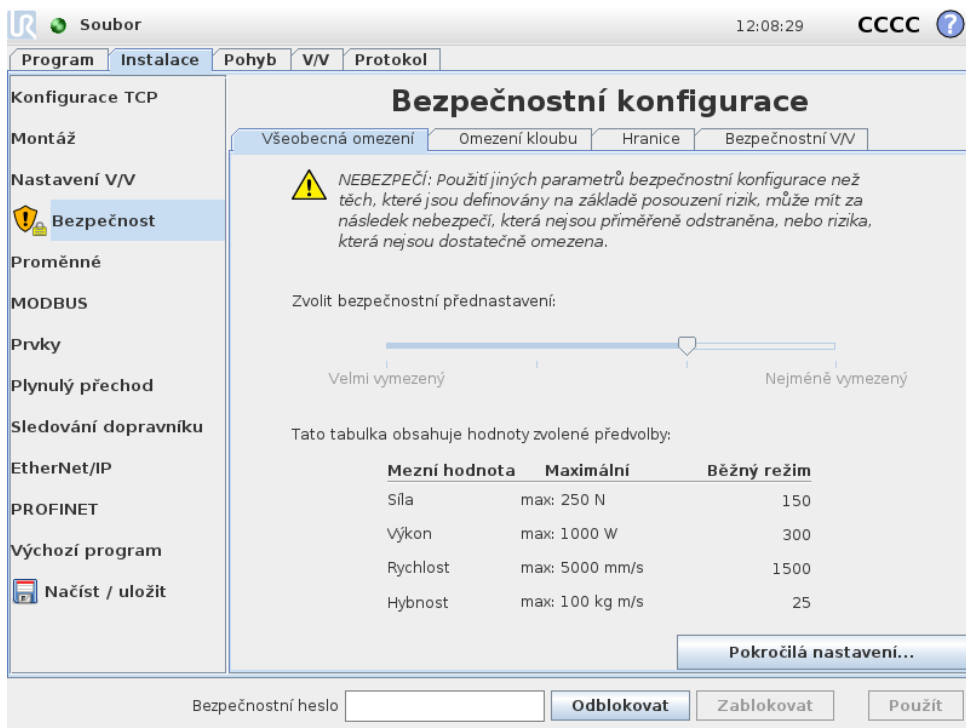 UR Soubor 12:08:29 CCCC ?
Program Instalace Pohyb V/V Protokol
Konfigurace TCP
Montáž
Nastavení V/V
Bezpečnost
Proměnné
MODBUS
Prvky
Plynulý přechod
Sledování dopravníku
EtherNet/IP
PROFINET
Výchozí program
Načíst / uložit
Bezpečnostní konfigurace
Všeobecná omezení Omezení kloubu Hranice Bezpečnostní V/V
NEBEZPEČÍ: Použití jiných parametrů bezpečnostní konfigurace než
těch, které jsou definovány na základě posouzení rizik, může mít za
následek nebezpečí, která nejsou přiměřeně odstraněna, nebo rizika,
která nejsou dostatečně omezena.
Zvolit bezpečnostní přednastavení:
Velmi vymezený Nejméně vymezený
Tato tabulka obsahuje hodnoty zvolené předvolby:
Mezní hodnota Maximální Běžný režim
Síla max: 250 N 150
Výkon max: 1000 W 300
Rychlost max: 5000 mm/s 1500
Hybnost max: 100 kg m/s 25
Pokročilá nastavení...
Bezpečnostní heslo Odblokovat Zablokovat Použít